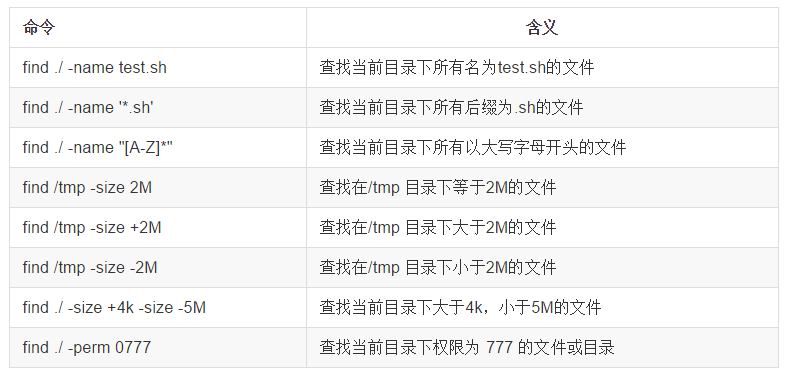 命令 含义
find ./ -name test.sh 查找当前目录下所有名为test.sh的文件
find ./ -name '*.sh' 查找当前目录下所有后缀为.sh的文件
find ./ -name "[A-Z]*" 查找当前目录下所有以大写字母开头的文件
find /tmp -size 2M 查找在/tmp 目录下等于2M的文件
find /tmp -size +2M 查找在/tmp 目录下大于2M的文件
find /tmp -size -2M 查找在/tmp 目录下小于2M的文件
find ./ -size +4k -size -5M 查找当前目录下大于4k，小于5M的文件
find ./ -perm 0777 查找当前目录下权限为 777 的文件或目录